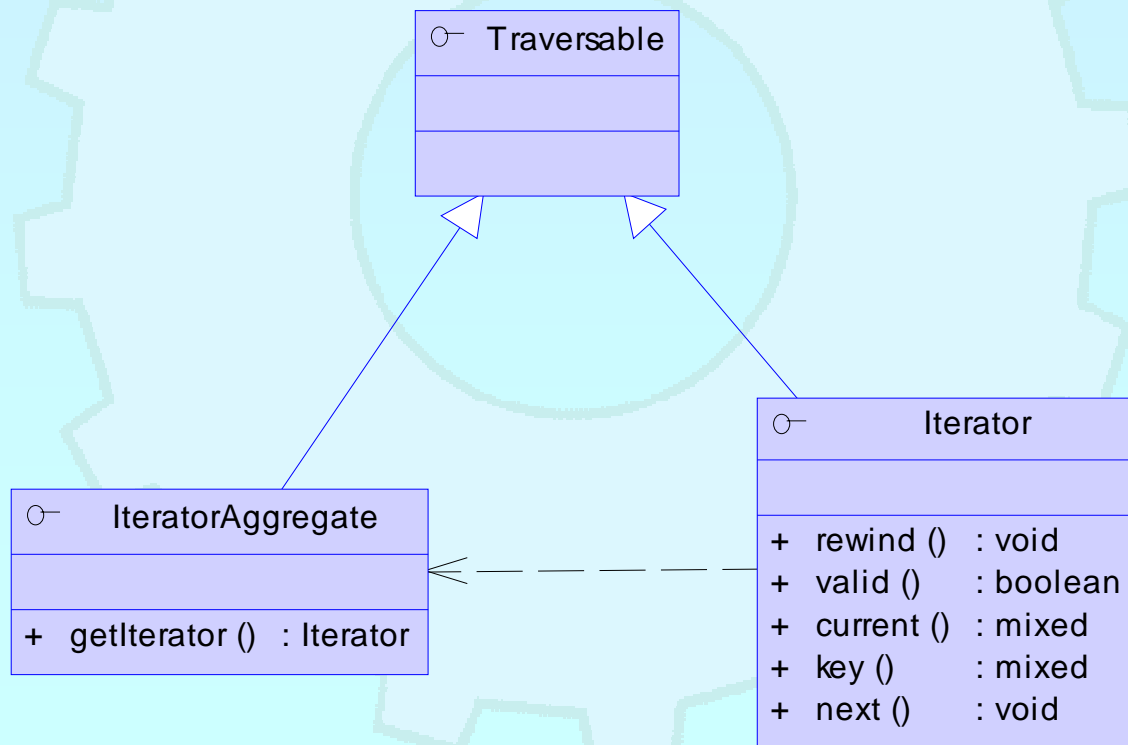 Traversable
Iterator
IteratorAggregate
+ rewind () : void
+ valid () : boolean
+ current () : mixed
+ key () : mixed
+ next () : void
+ getIterator () : Iterator